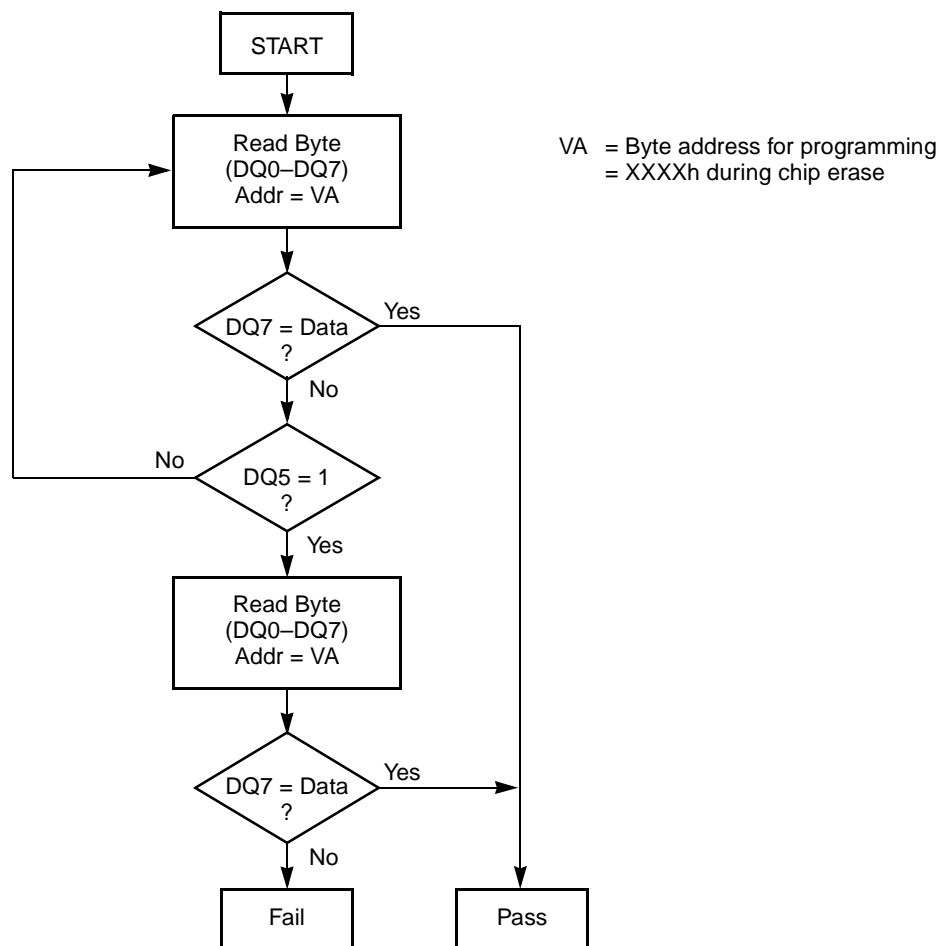 START
Read Byte
(DQ0–DQ7)
Addr = VA
VA = Byte address for programming
= XXXXh during chip erase
DQ7 = Data
?
Yes
No
DQ5 = 1
?
No
Yes
Read Byte
(DQ0–DQ7)
Addr = VA
DQ7 = Data
?
Yes
No
Fail
Pass